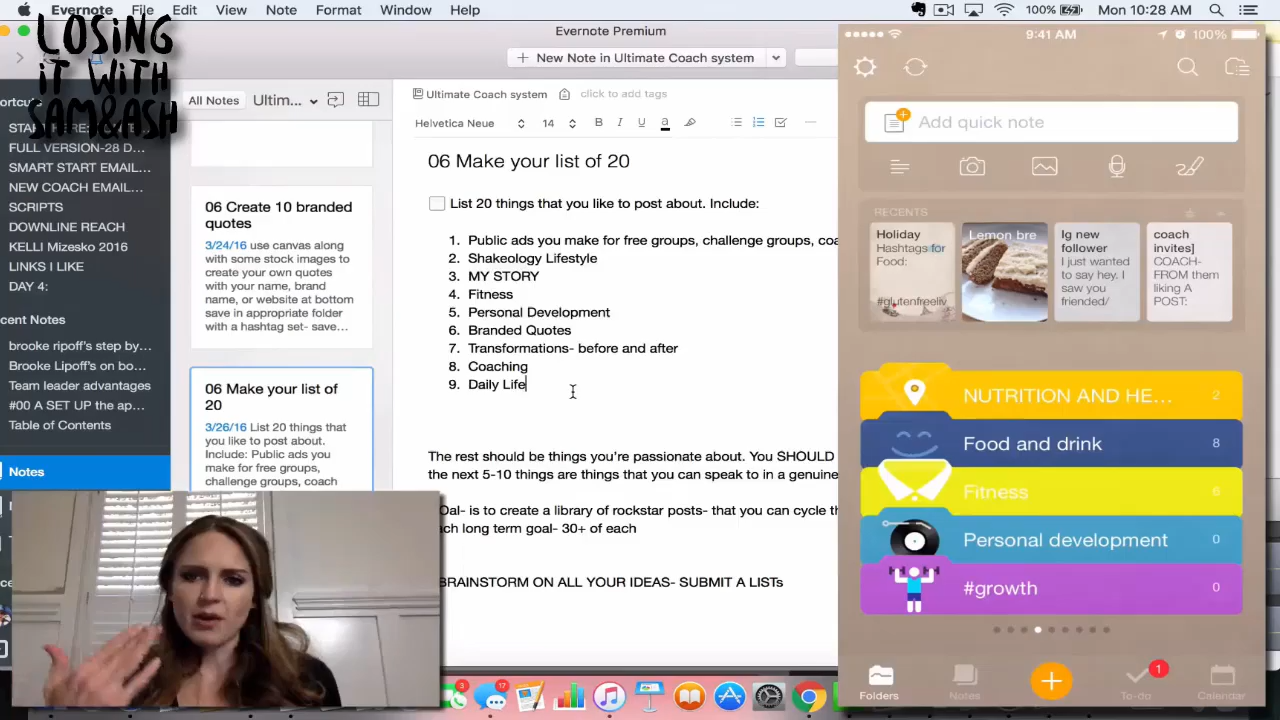 Evernote File Edit View Note Format Window Help
100% Mon 10:28 AM
LOSING
iT WiTH
SAM&ASH
Evernote Premium
New Note in Ultimate Coach system
All Notes Ultim...
START HERE:
FULL VERSION-28 D...
SMART START EMAIL...
NEW COACH EMAIL...
SCRIPTS
DOWNLINE REACH
KELLI Mizesko 2016
LINKS I LIKE
DAY 4:
cent Notes
brooke ripoff's step by...
Brooke Lipoff's on bo...
Team leader advantages
#00 A SET UP the ap...
Table of Contents
Notes
06 Create 10 branded
quotes
3/24/16 use canvas along
with some stock images to
create your own quotes
with your name, brand
name, or website at bottom
save in appropriate folder
with a hashtag set- save...
06 Make your list of
20
3/26/16 List 20 things that
you like to post about.
Include: Public ads you
make for free groups,
challenge groups, coach
Ultimate Coach system click to add tags
Helvetica Neue 14 B I U a
06 Make your list of 20
List 20 things that you like to post about. Include:
1. Public ads you make for free groups, challenge groups, coa
2. Shakeology Lifestyle
3. MY STORY
4. Fitness
5. Personal Development
6. Branded Quotes
7. Transformations- before and after
8. Coaching
9. Daily Life
The rest should be things you're passionate about. You SHOULD
the next 5-10 things are things that you can speak to in a genuine
Oal- is to create a library of rockstar posts- that you can cycle th
ch long term goal- 30+ of each
BRAINSTORM ON ALL YOUR IDEAS- SUBMIT A LISTs
3
17
9:41 AM 100%
Add quick note
RECENTS
Holiday
Hashtags for
Food:
#glutenfreeliv
Lemon bre
Ig new
follower
I just wanted
to say hey. I
saw you
friended/
coach
invites]
COACH-
FROM them
liking A
POST:
NUTRITION AND HE... 2
Food and drink 8
Fitness 6
Personal development 0
#growth 0
1
Folders Notes To-do Calendar